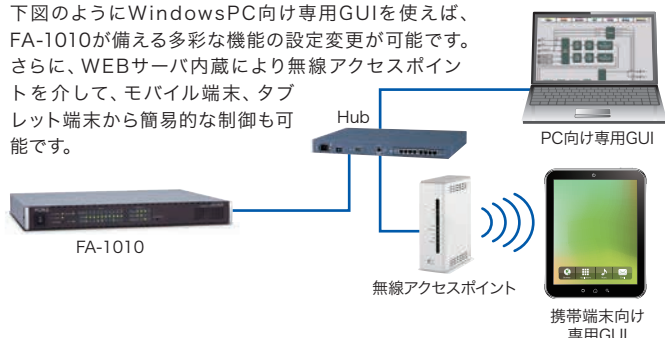 下図のようにWindowsPC向け専用GUIを使えば、
FA-1010が備える多彩な機能の設定変更が可能です。
さらに、WEBサーバ内蔵により無線アクセスポイン
トを介して、モバイル端末、タブ
レット端末から簡易的な制御も可
能です。
Hub
PC向け専用GUI
FA-1010
無線アクセスポイント
携帯端末向け
専用GUI